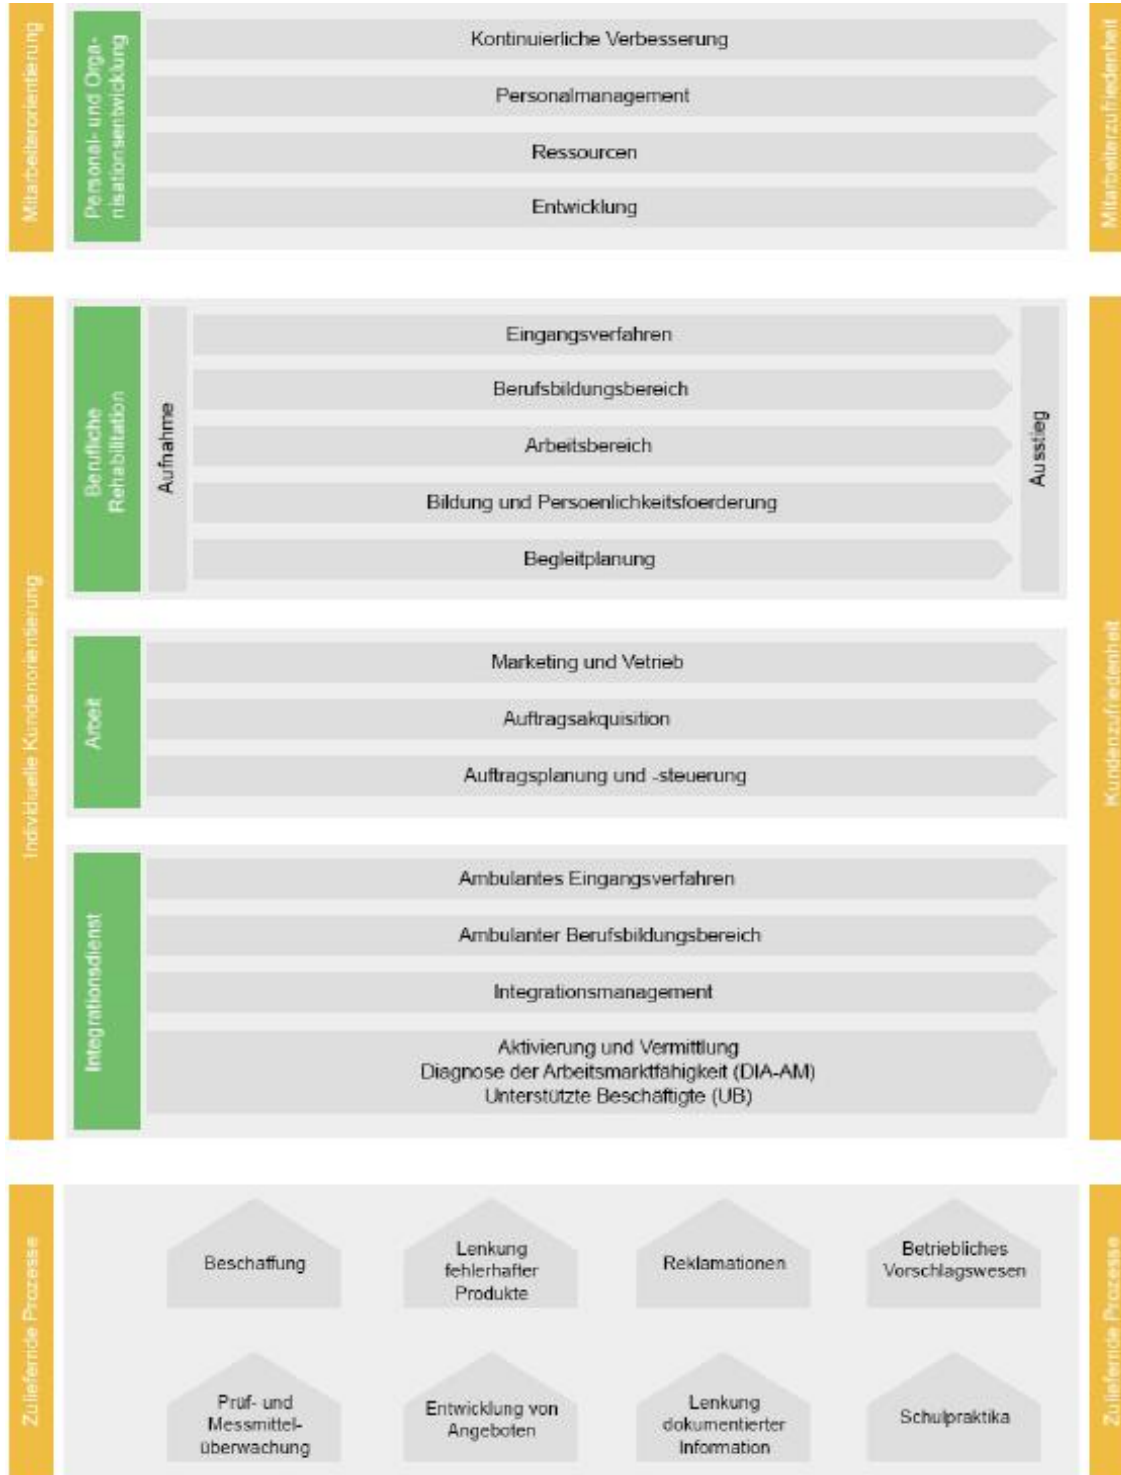 Mitarbeiterorientierung
Personal- und Orga-
nisationsentwicklung
Kontinuierliche Verbesserung
Personalmanagement
Ressourcen
Entwicklung
Mitarbeiterzufriedenheit
Individuelle Kundenorientierung
Berufliche
Rehabilitation
Aufnahme
Eingangsverfahren
Berufsbildungsbereich
Arbeitsbereich
Bildung und Persoenlichkeitsfoerderung
Begleitplanung
Ausstieg
Arbeit
Marketing und Vetrieb
Auftragsakquisition
Auftragsplanung und -steuerung
Integrationsdienst
Ambulantes Eingangsverfahren
Ambulanter Berufsbildungsbereich
Integrationsmanagement
Aktivierung und Vermittlung
Diagnose der Arbeitsmarktfähigkeit (DIA-AM)
Unterstützte Beschäftigte (UB)
Kundenzufriedenheit
Zuliefernde Prozesse
Beschaffung
Lenkung
fehlerhafter
Produkte
Reklamationen
Betriebliches
Vorschlagswesen
Prüf- und
Messmittel-
überwachung
Entwicklung von
Angeboten
Lenkung
dokumentierter
Information
Schulpraktika
Zuliefernde Prozesse